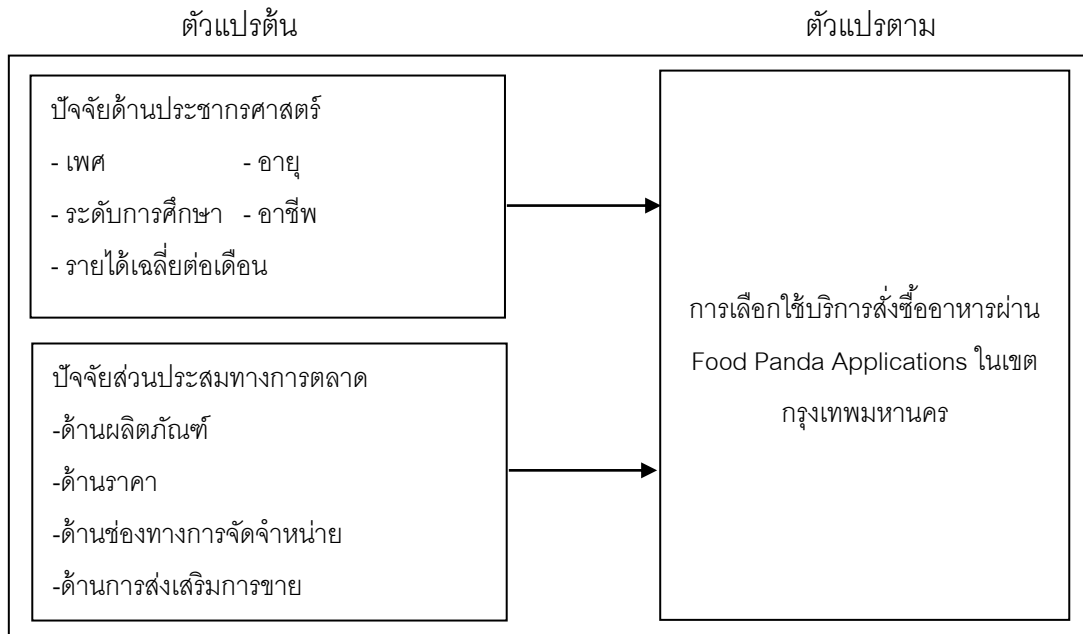 ตัวแปรต้น
ตัวแปรตาม
ปัจจัยด้านประชากรศาสตร์
- เพศ - อายุ
- ระดับการศึกษา - อาชีพ
- รายได้เฉลี่ยต่อเดือน
ปัจจัยส่วนประสมทางการตลาด
-ด้านผลิตภัณฑ์
-ด้านราคา
-ด้านช่องทางการจัดจำหน่าย
-ด้านการส่งเสริมการขาย
การเลือกใช้บริการสั่งซื้ออาหารผ่าน
Food Panda Applications ในเขต
กรุงเทพมหานคร